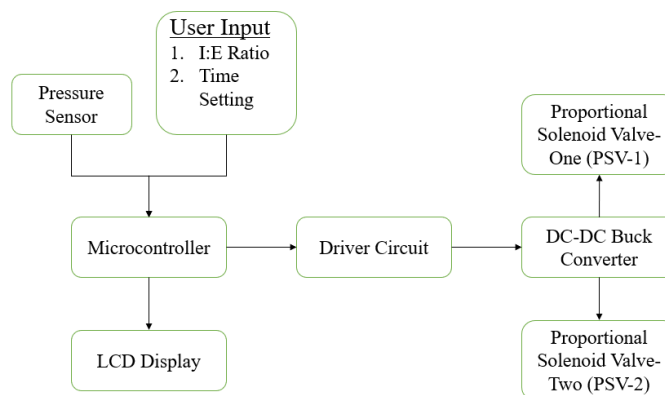 User Input
1. I:E Ratio
2. Time
Setting
Pressure
Sensor
Proportional
Solenoid Valve-
One (PSV-1)
Microcontroller
Driver Circuit
DC-DC Buck
Converter
LCD Display
Proportional
Solenoid Valve-
Two (PSV-2)